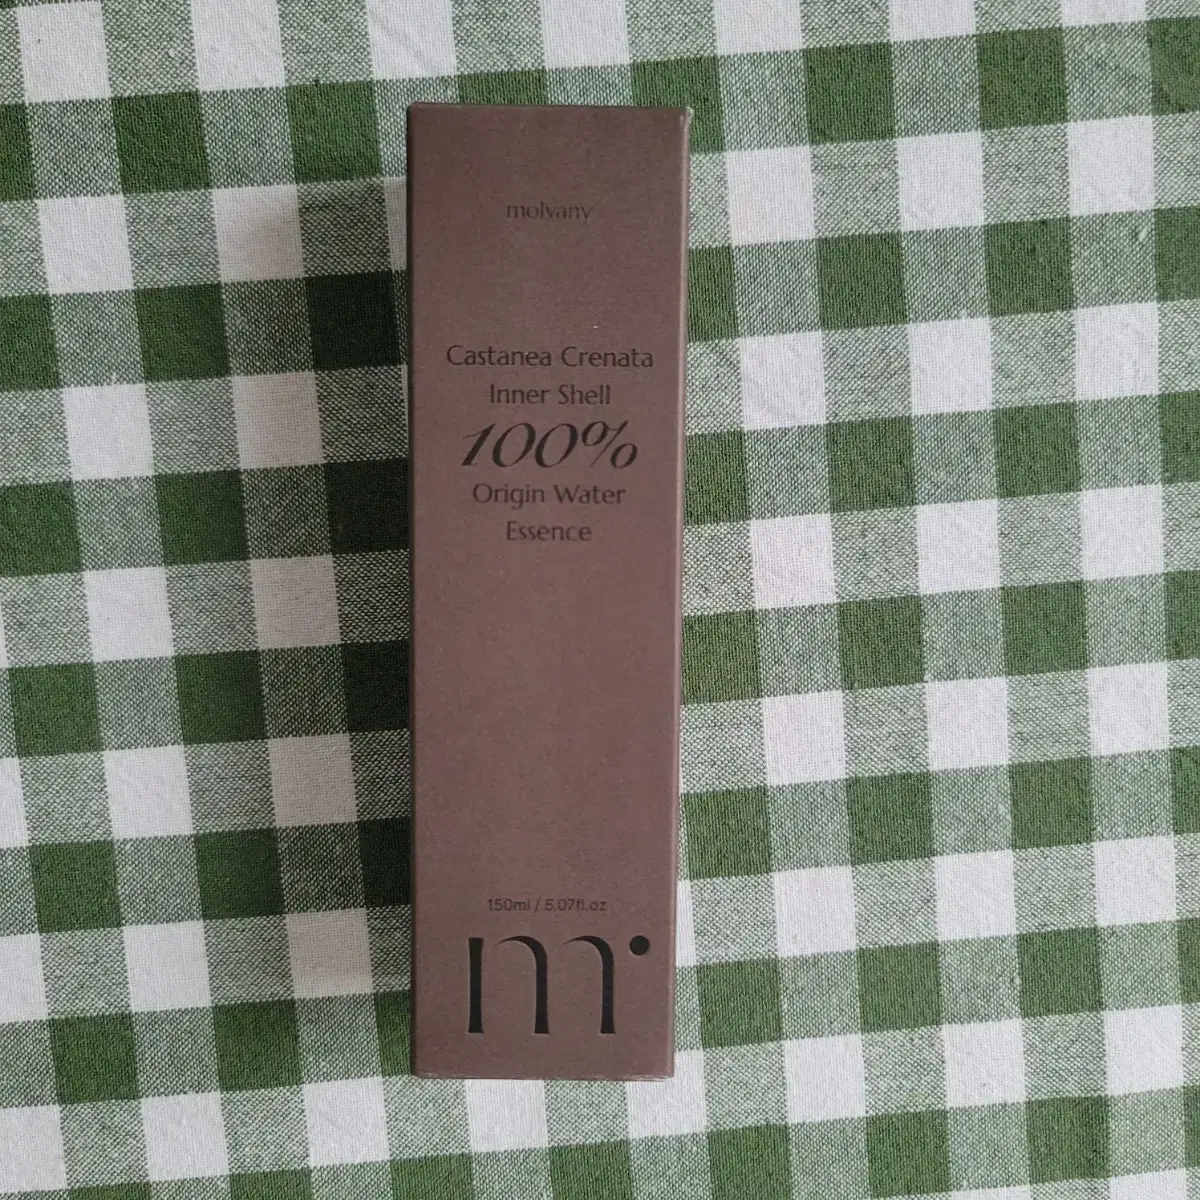 molvany
Castanea Crenata
Inner Shell
100%
Origin Water
Essence
150ml / 5.07fl.oz
m